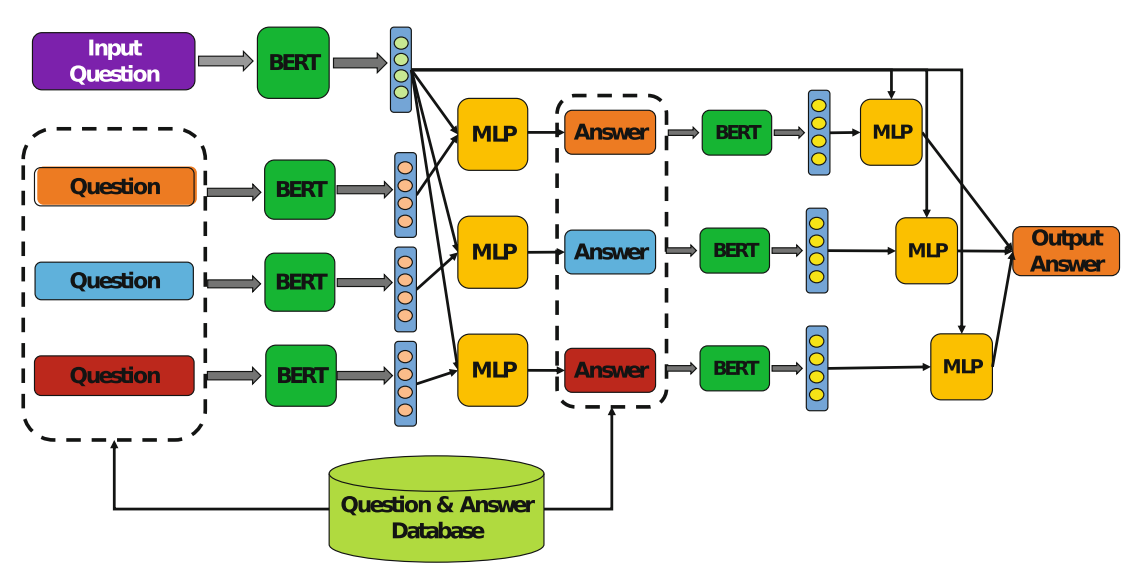 Input
Question
BERT
MLP
Answer
BERT
MLP
Question
BERT
MLP
Answer
BERT
MLP
Output
Answer
Question
BERT
MLP
Answer
BERT
MLP
Question
BERT
Question & Answer
Database